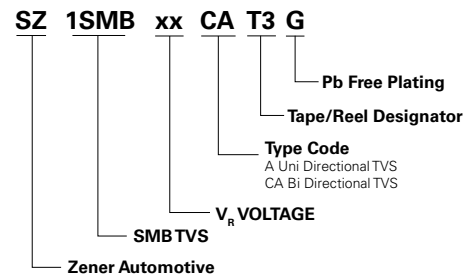 SZ 1SMB xx CA T3 G
Pb Free Plating
Tape/Reel Designator
Type Code
A Uni Directional TVS
CA Bi Directional TVS
VR VOLTAGE
SMB TVS
Zener Automotive